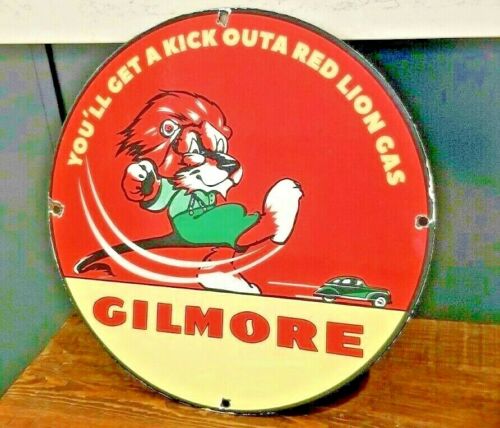 YOU'LL GET A KICK OUTA RED LION GAS
GILMORE